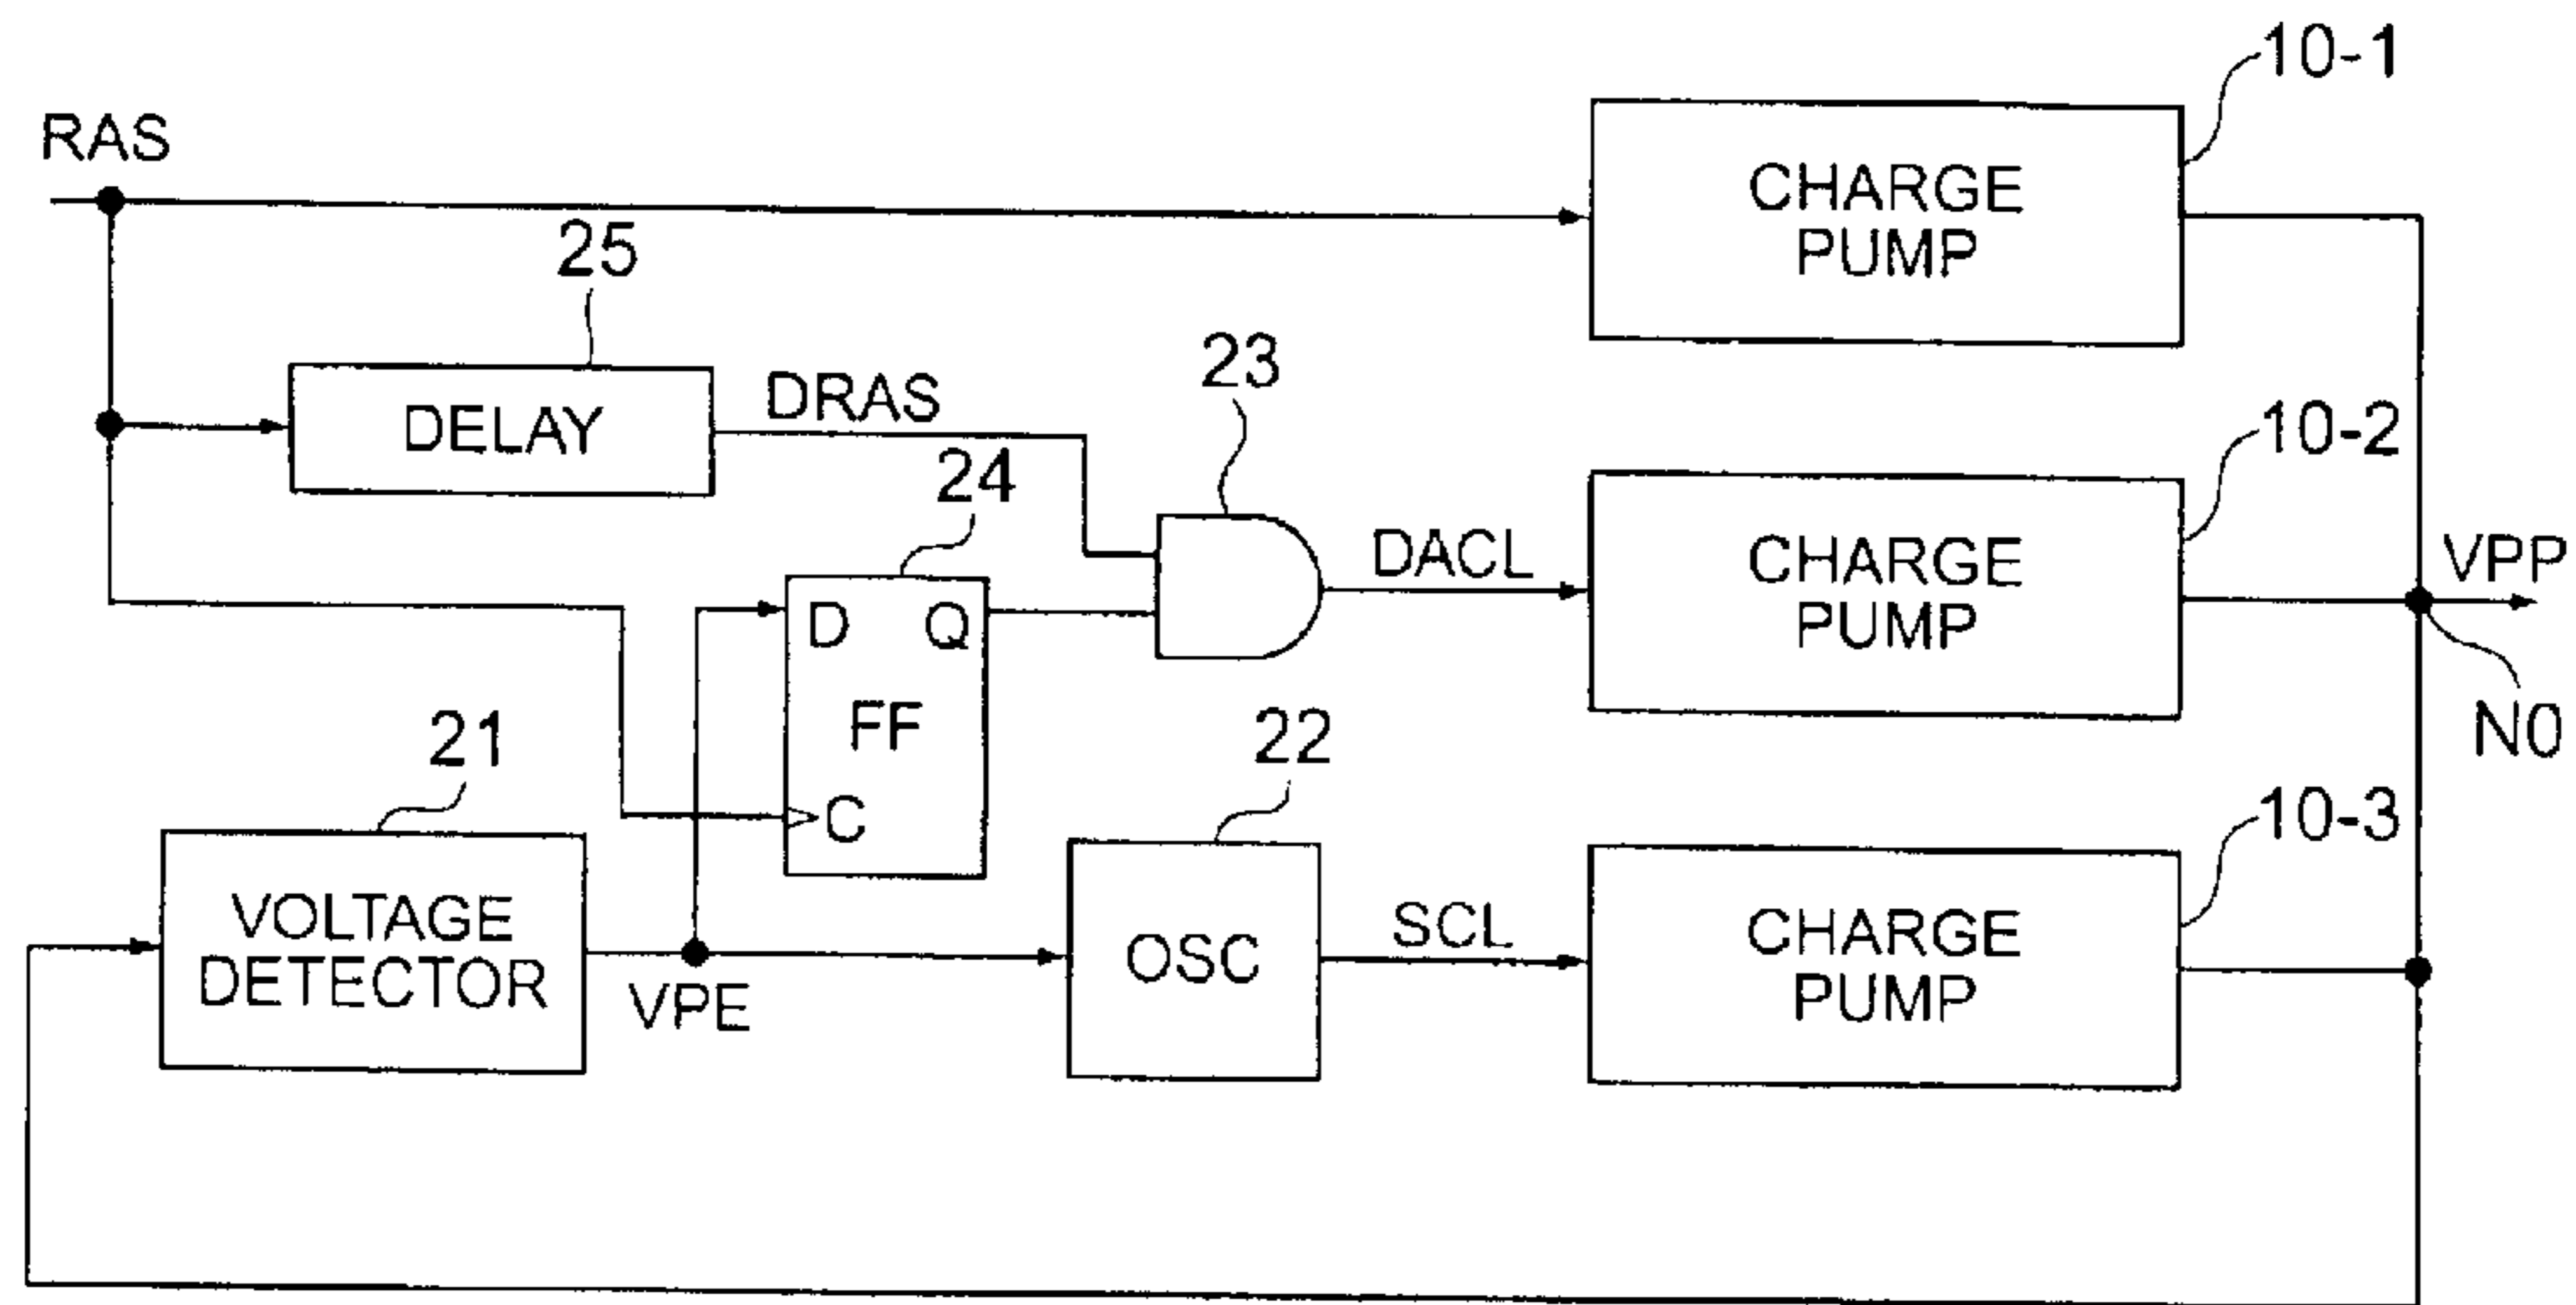 10-1
RAS
CHARGE
PUMP
25
DELAY
DRAS
23
10-2
24
CHARGE
PUMP
DACL
VPP
D Q
FF
C
N0
21
22
10-3
VOLTAGE
DETECTOR
VPE
OSC
SCL
CHARGE
PUMP